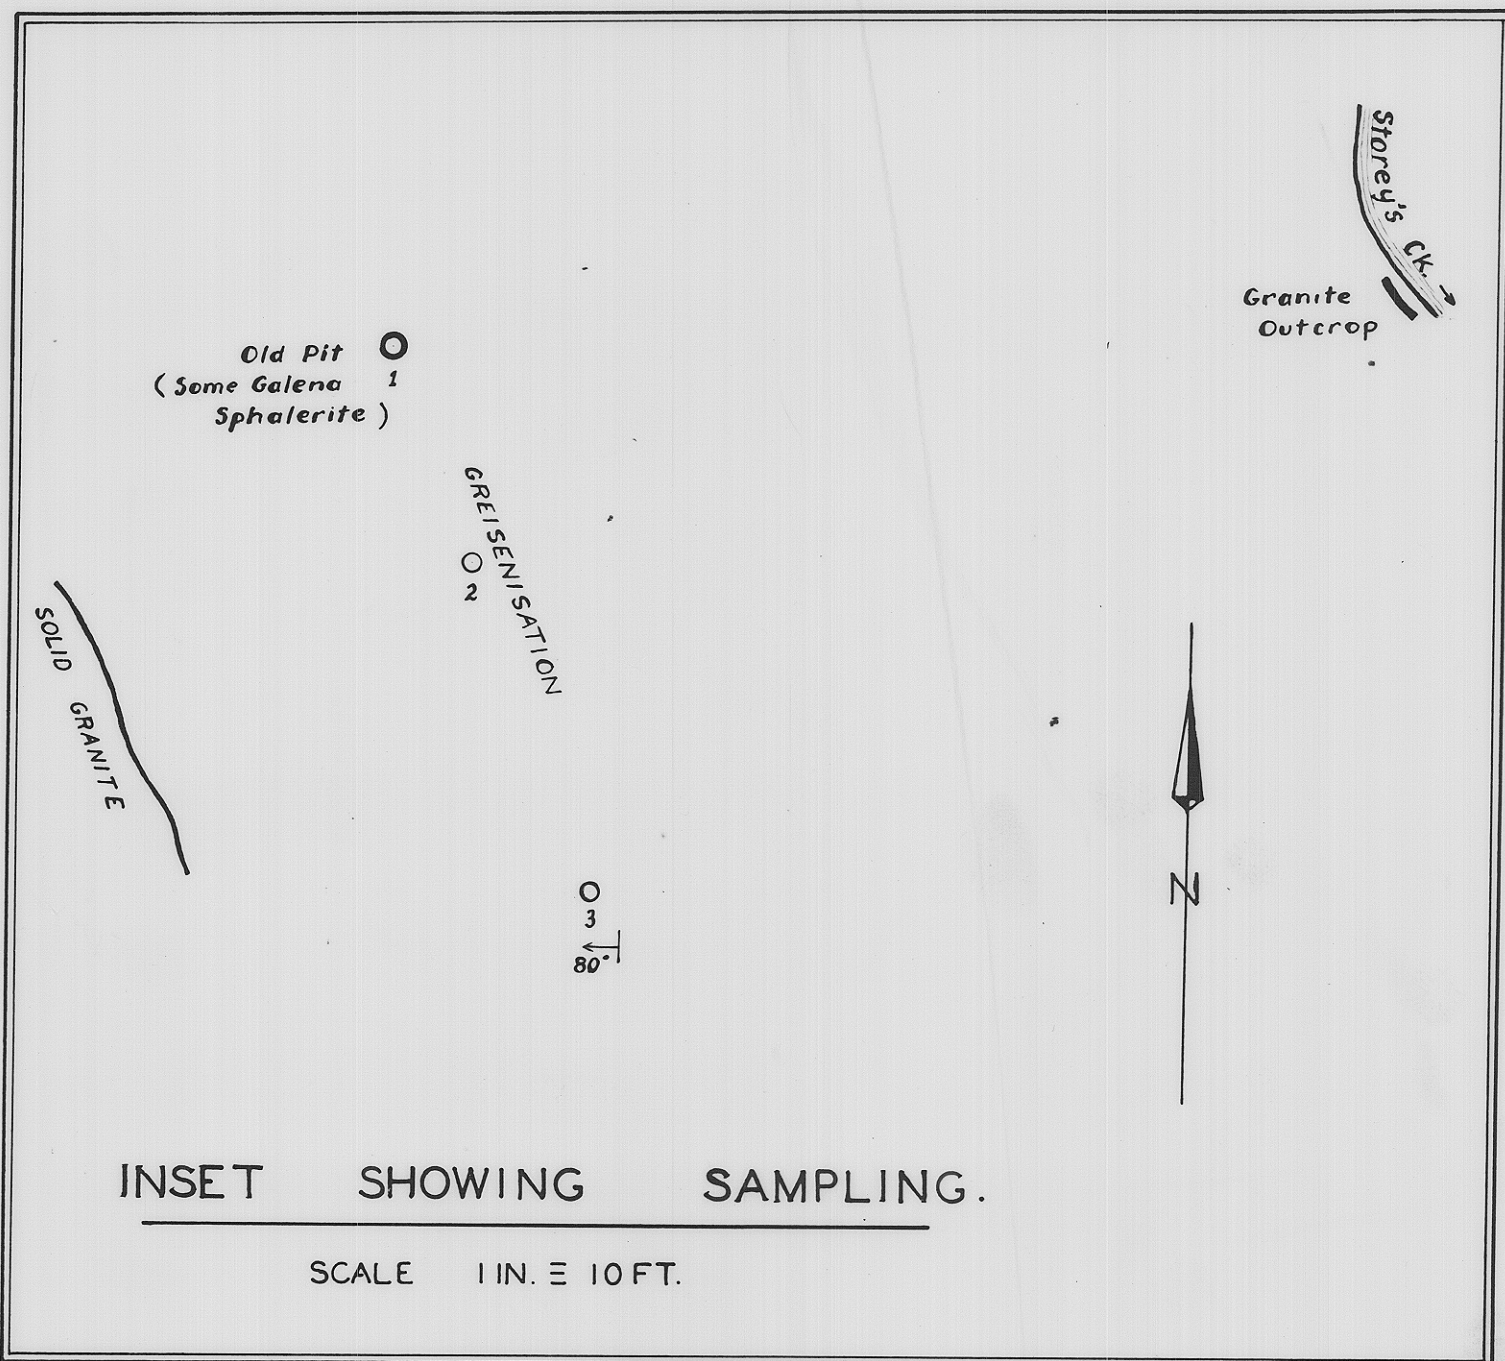 Storey's CK.
Granite
Outcrop
Old Pit
1
(Some Galena
Sphalerite)
GREISENISATION
2
SOLID GRANITE
N
3
80°
INSET SHOWING SAMPLING.
SCALE 1 IN. ≡ 10 FT.